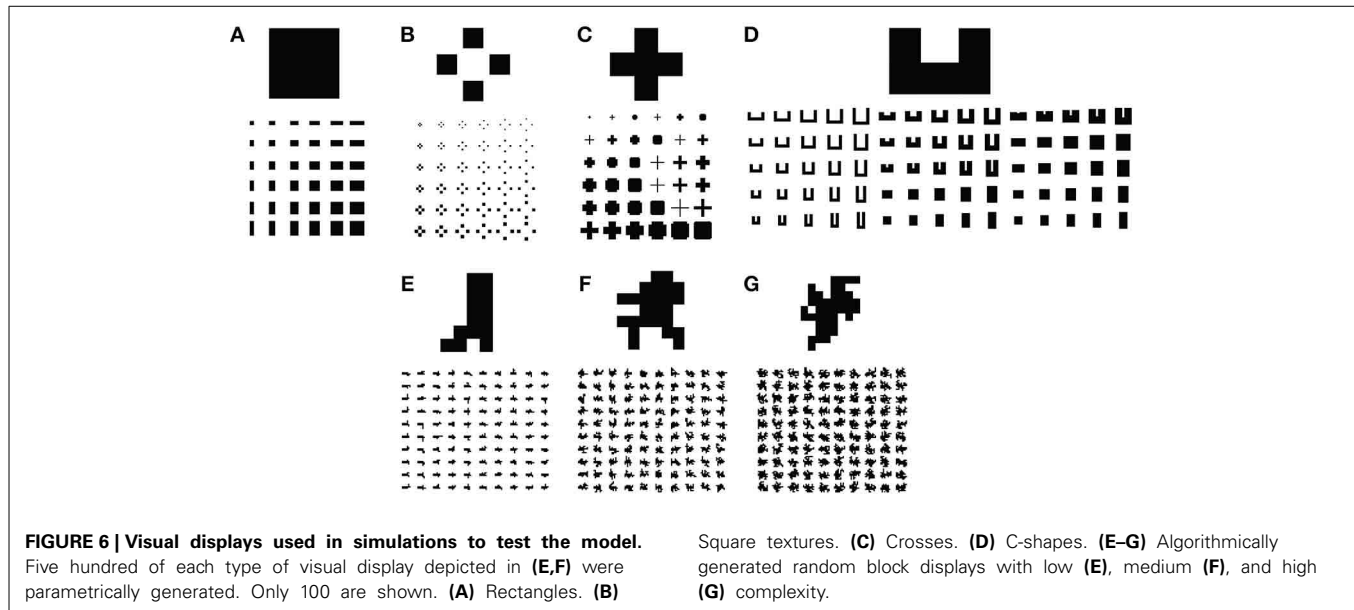 A
B
C
D
E
F
G
FIGURE 6 | Visual displays used in simulations to test the model.
Five hundred of each type of visual display depicted in (E,F) were
parametrically generated. Only 100 are shown. (A) Rectangles. (B)
Square textures. (C) Crosses. (D) C-shapes. (E–G) Algorithmically
generated random block displays with low (E), medium (F), and high
(G) complexity.